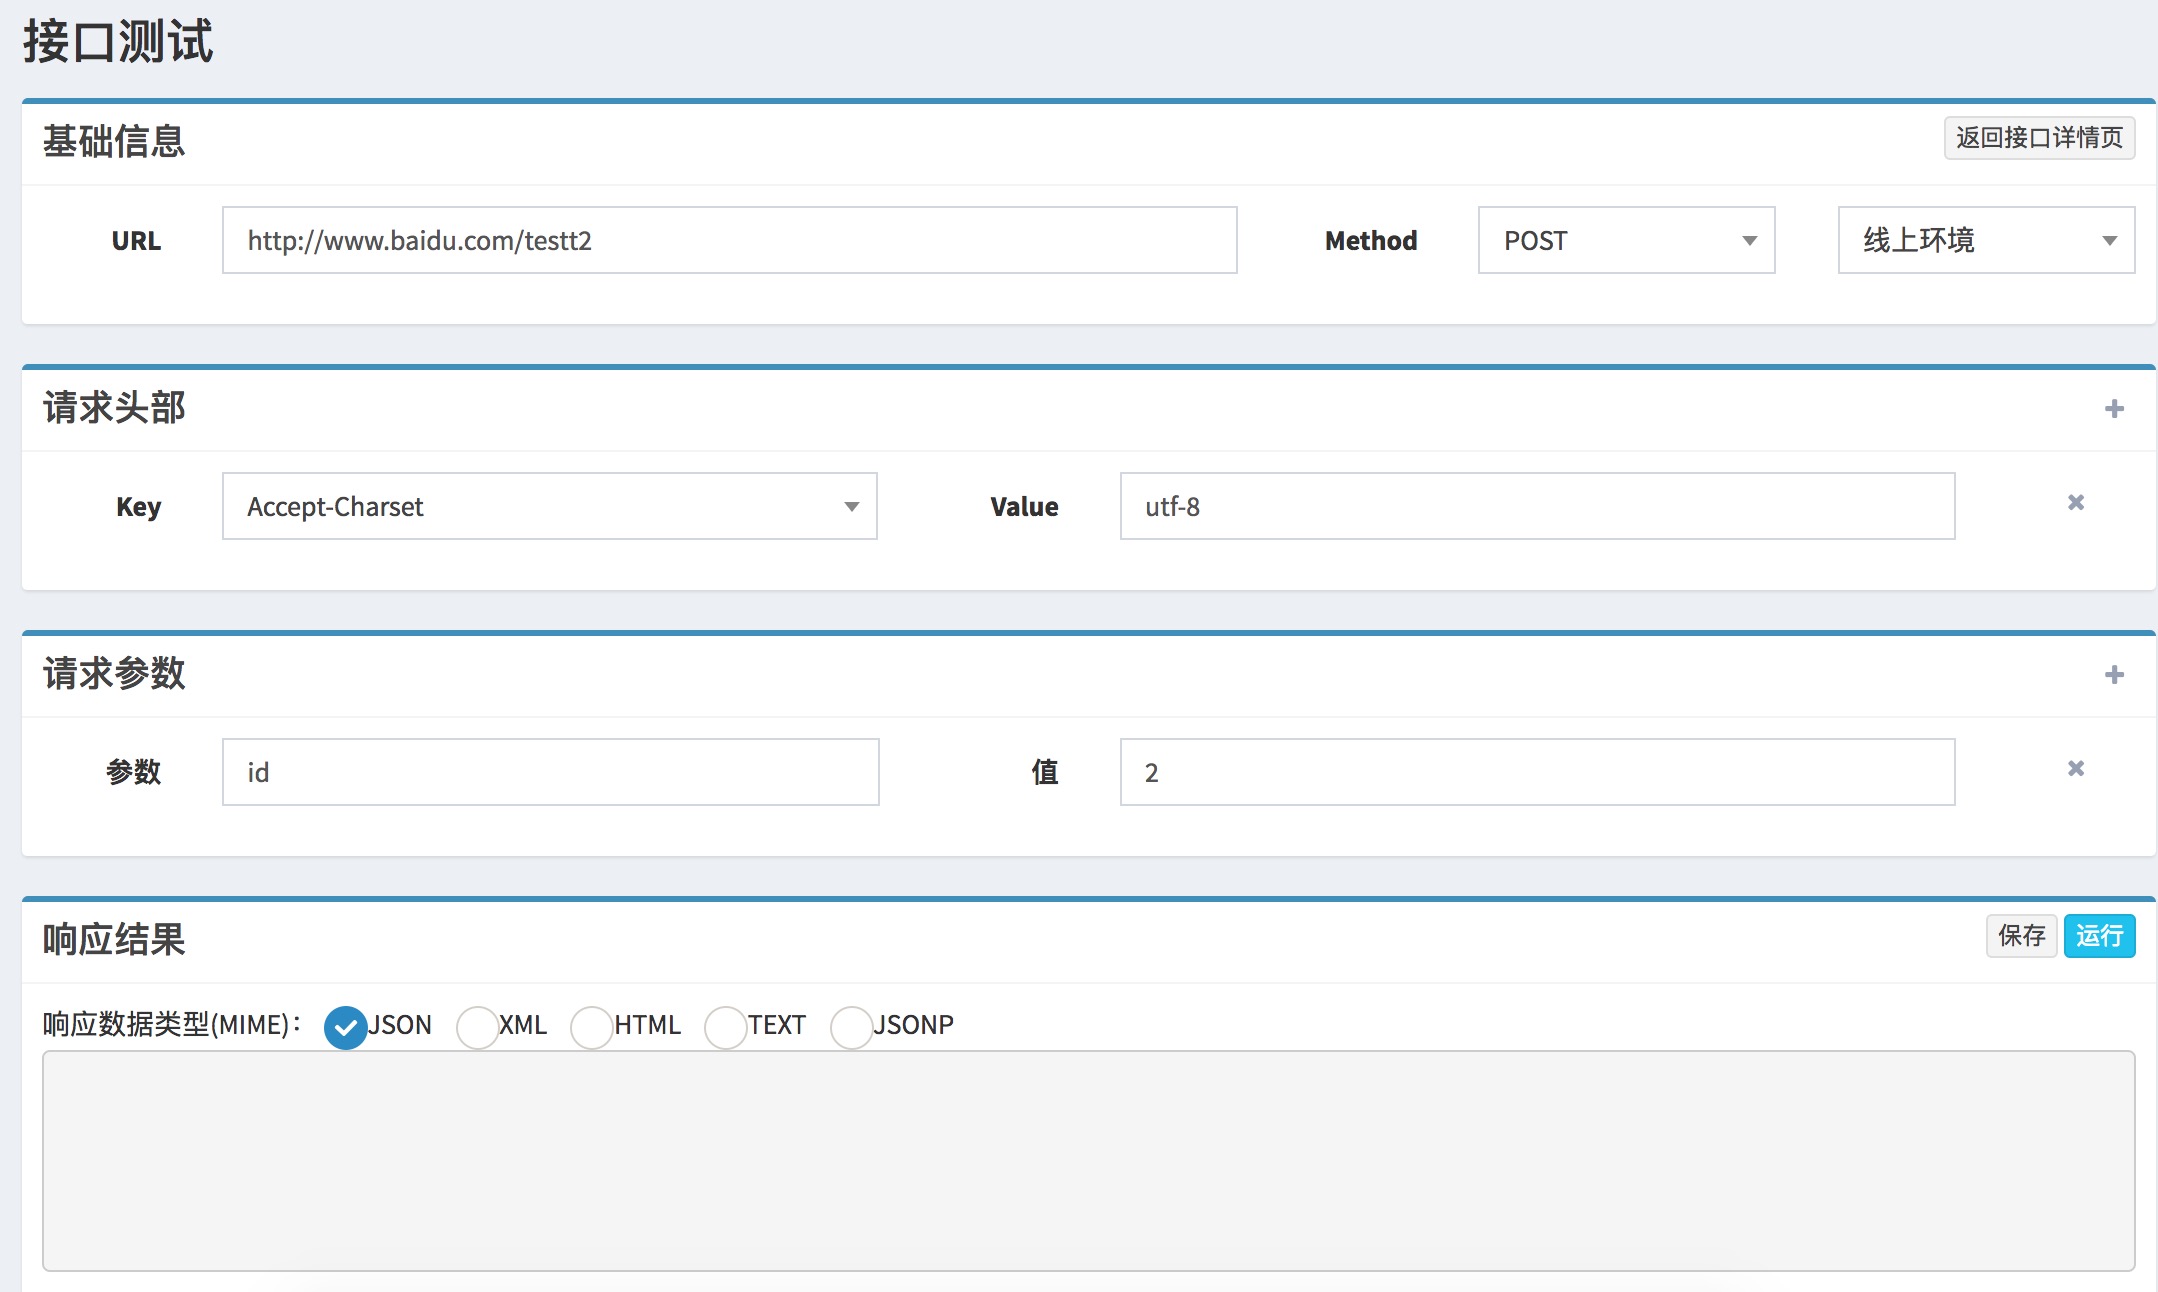 接口测试
基础信息 返回接口详情页
URL http://www.baidu.com/testt2 Method POST 线上环境
请求头部
Key Accept-Charset Value utf-8
请求参数
参数 id 值 2
响应结果 保存 运行
响应数据类型(MIME)： JSON XML HTML TEXT JSONP